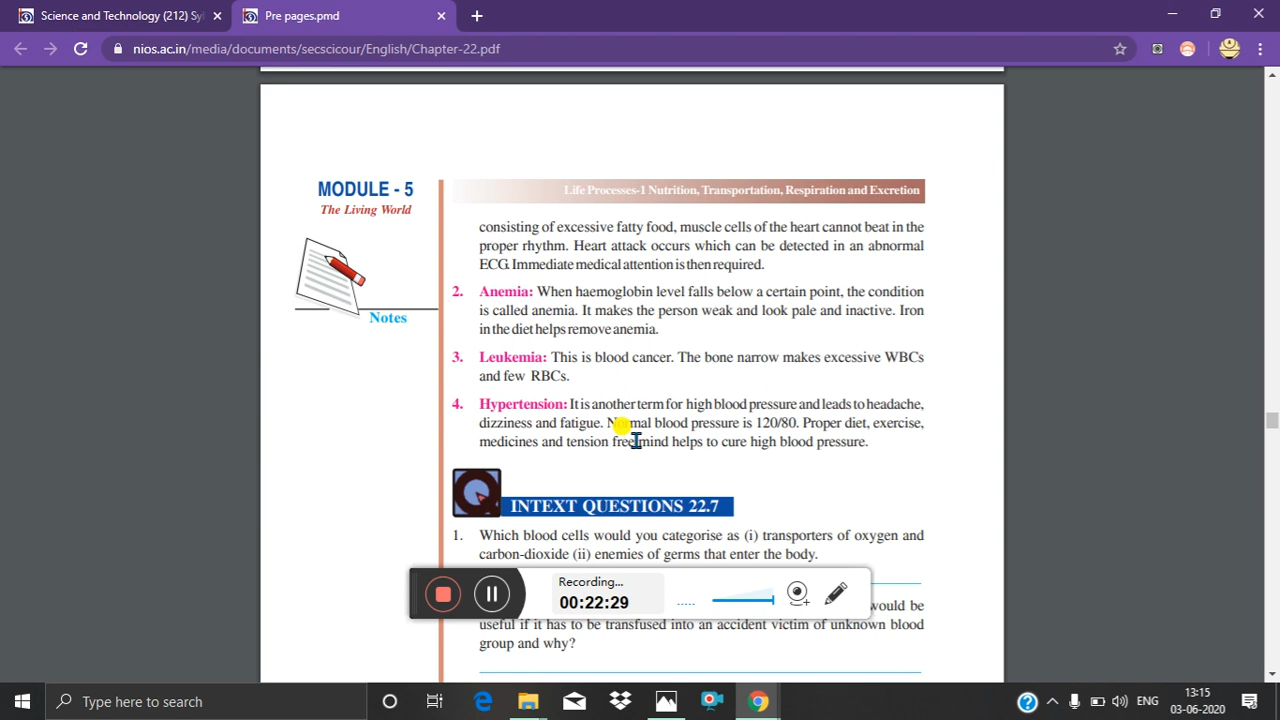 Science and Technology (212) Sy
Pre pages.pmd
nios.ac.in/media/documents/secscicour/English/Chapter-22.pdf
MODULE - 5
The Living World
Notes
Life Processes-1 Nutrition, Transportation, Respiration and Excretion
consisting of excessive fatty food, muscle cells of the heart cannot beat in the
proper rhythm. Heart attack occurs which can be detected in an abnormal
ECG. Immediate medical attention is then required.
2. Anemia: When haemoglobin level falls below a certain point, the condition
is called anemia. It makes the person weak and look pale and inactive. Iron
in the diet helps remove anemia.
3. Leukemia: This is blood cancer. The bone narrow makes excessive WBCs
and few RBCs.
4. Hypertension: It is another term for high blood pressure and leads to headache,
dizziness and fatigue. Normal blood pressure is 120/80. Proper diet, exercise,
medicines and tension free mind helps to cure high blood pressure.
Q
INTEXT QUESTIONS 22.7
1. Which blood cells would you categorise as (i) transporters of oxygen and
carbon-dioxide (ii) enemies of germs that enter the body.
Recording...
00:22:29
would be
useful if it has to be transfused into an accident victim of unknown blood
group and why?
Type here to search
ENG
13:15
03-06-2020